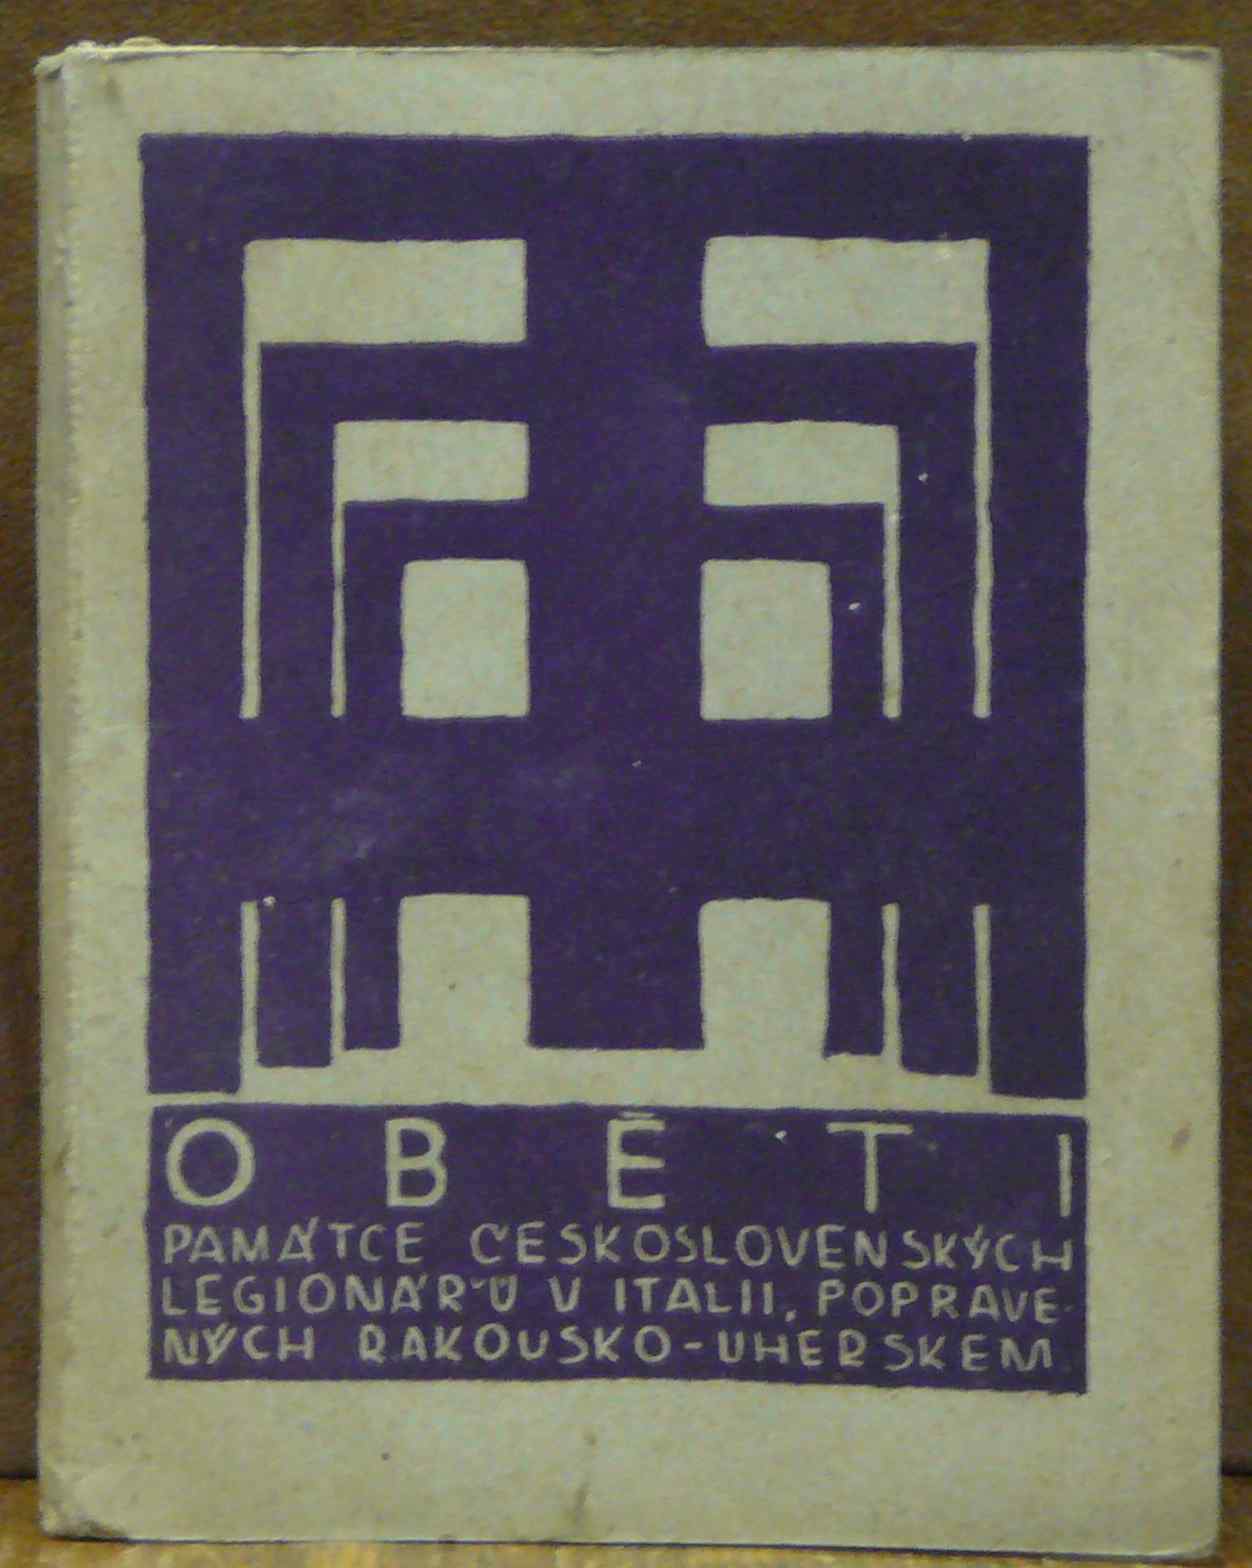 OBĚTI
PAMÁTCE ČESKOSLOVENSKÝCH
LEGIONÁŘŮ V ITALII, POPRAVE-
NÝCH RAKOUSKO-UHERSKEM